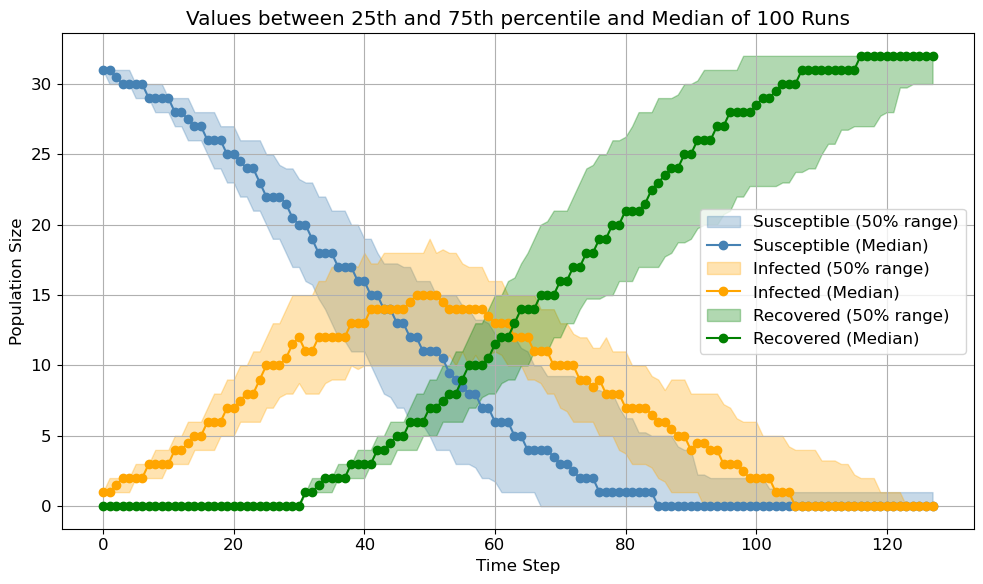 Values between 25th and 75th percentile and Median of 100 Runs
Population Size
30
25
20
15
10
5
0
Susceptible (50% range)
Susceptible (Median)
Infected (50% range)
Infected (Median)
Recovered (50% range)
Recovered (Median)
0 20 40 60 80 100 120
Time Step